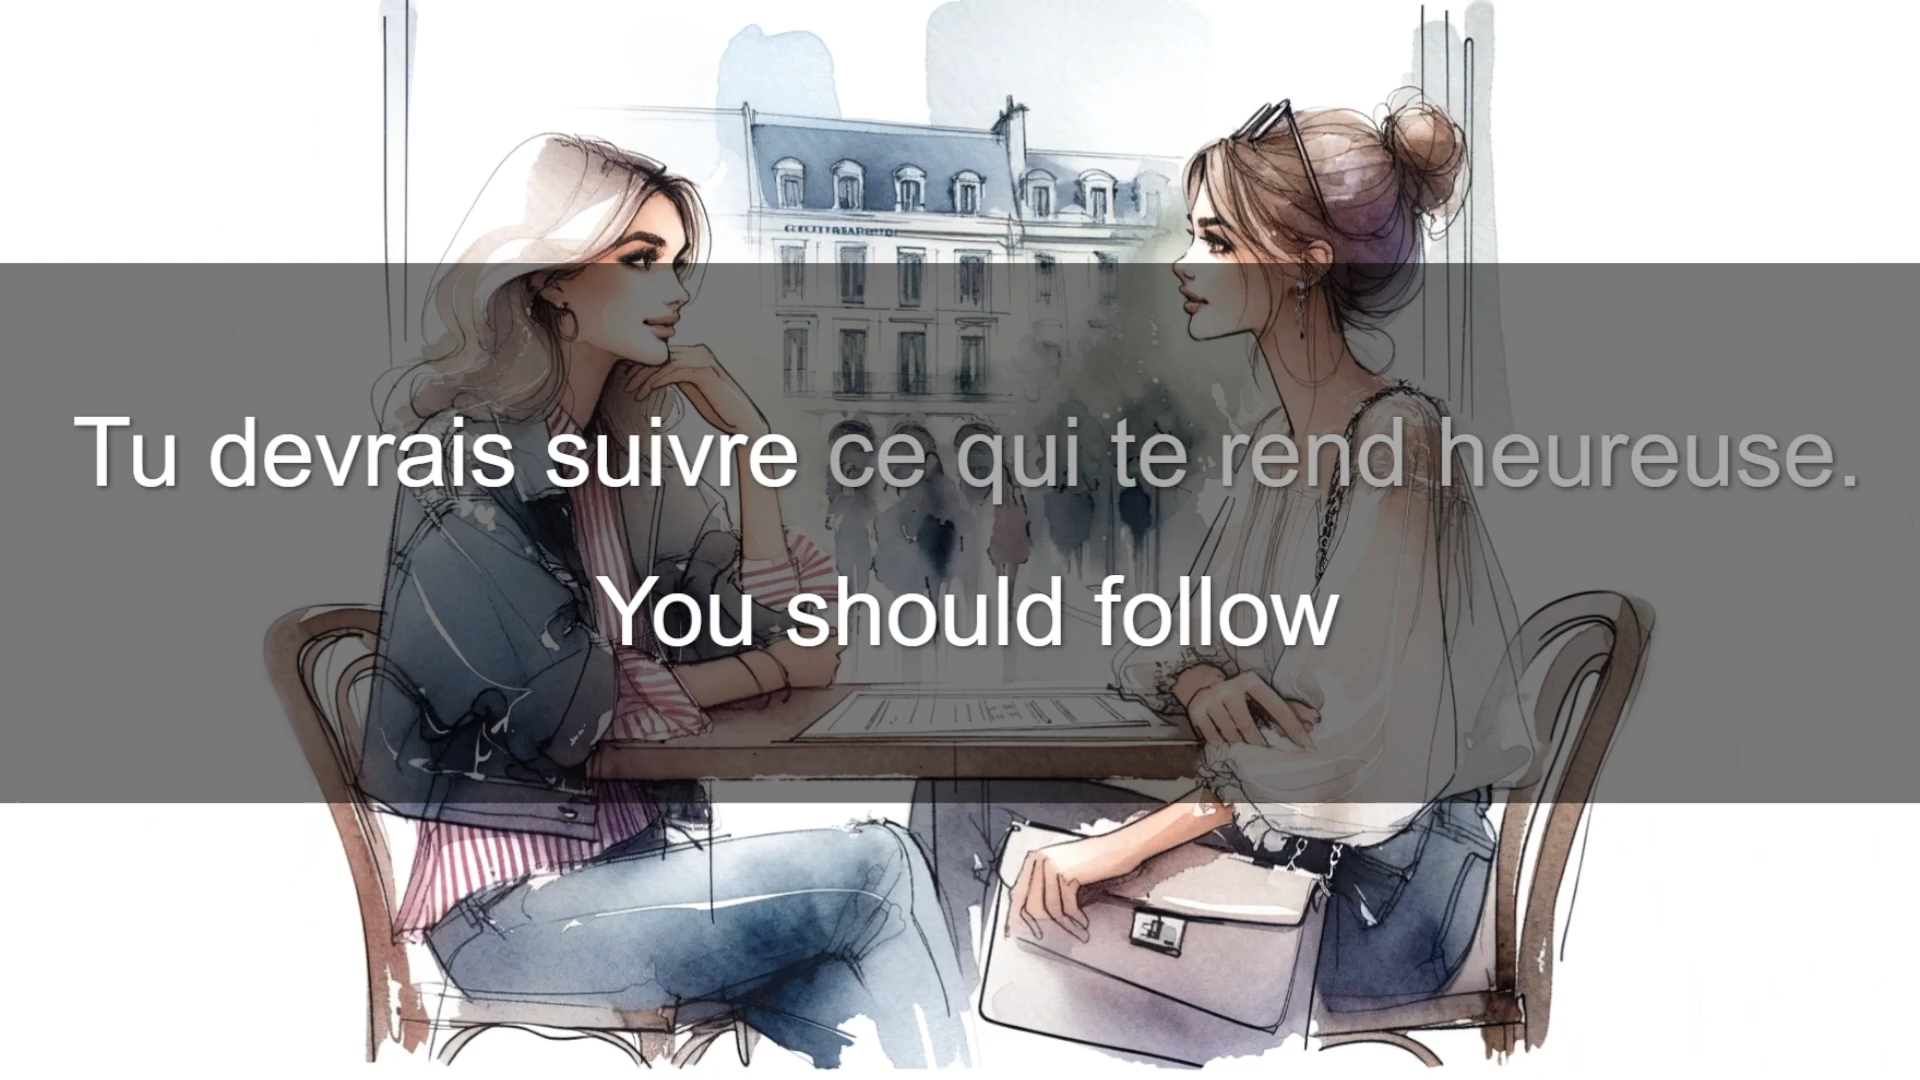 Tu devrais suivre ce qui te rend heureuse.
You should follow